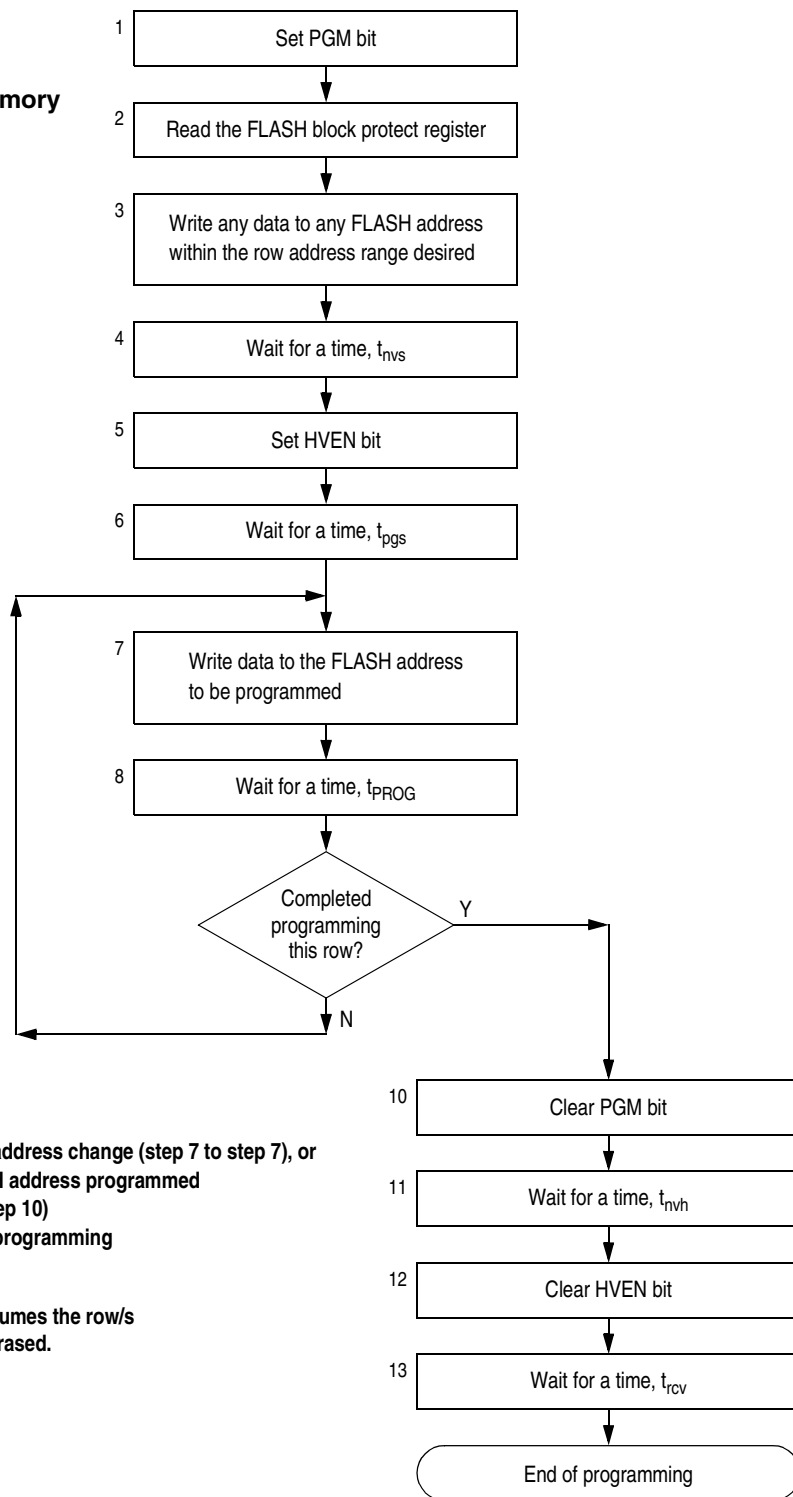 1
Set PGM bit
mory
2
Read the FLASH block protect register
3
Write any data to any FLASH address
within the row address range desired
4
Wait for a time, tnvs
5
Set HVEN bit
6
Wait for a time, tpgs
7
Write data to the FLASH address
to be programmed
8
Wait for a time, tPROG
Completed
programming
this row?
Y
N
10
Clear PGM bit
address change (step 7 to step 7), or
address programmed
ep 10)
programming
11
Wait for a time, tnvh
12
Clear HVEN bit
umes the row/s
rased.
13
Wait for a time, trcv
End of programming